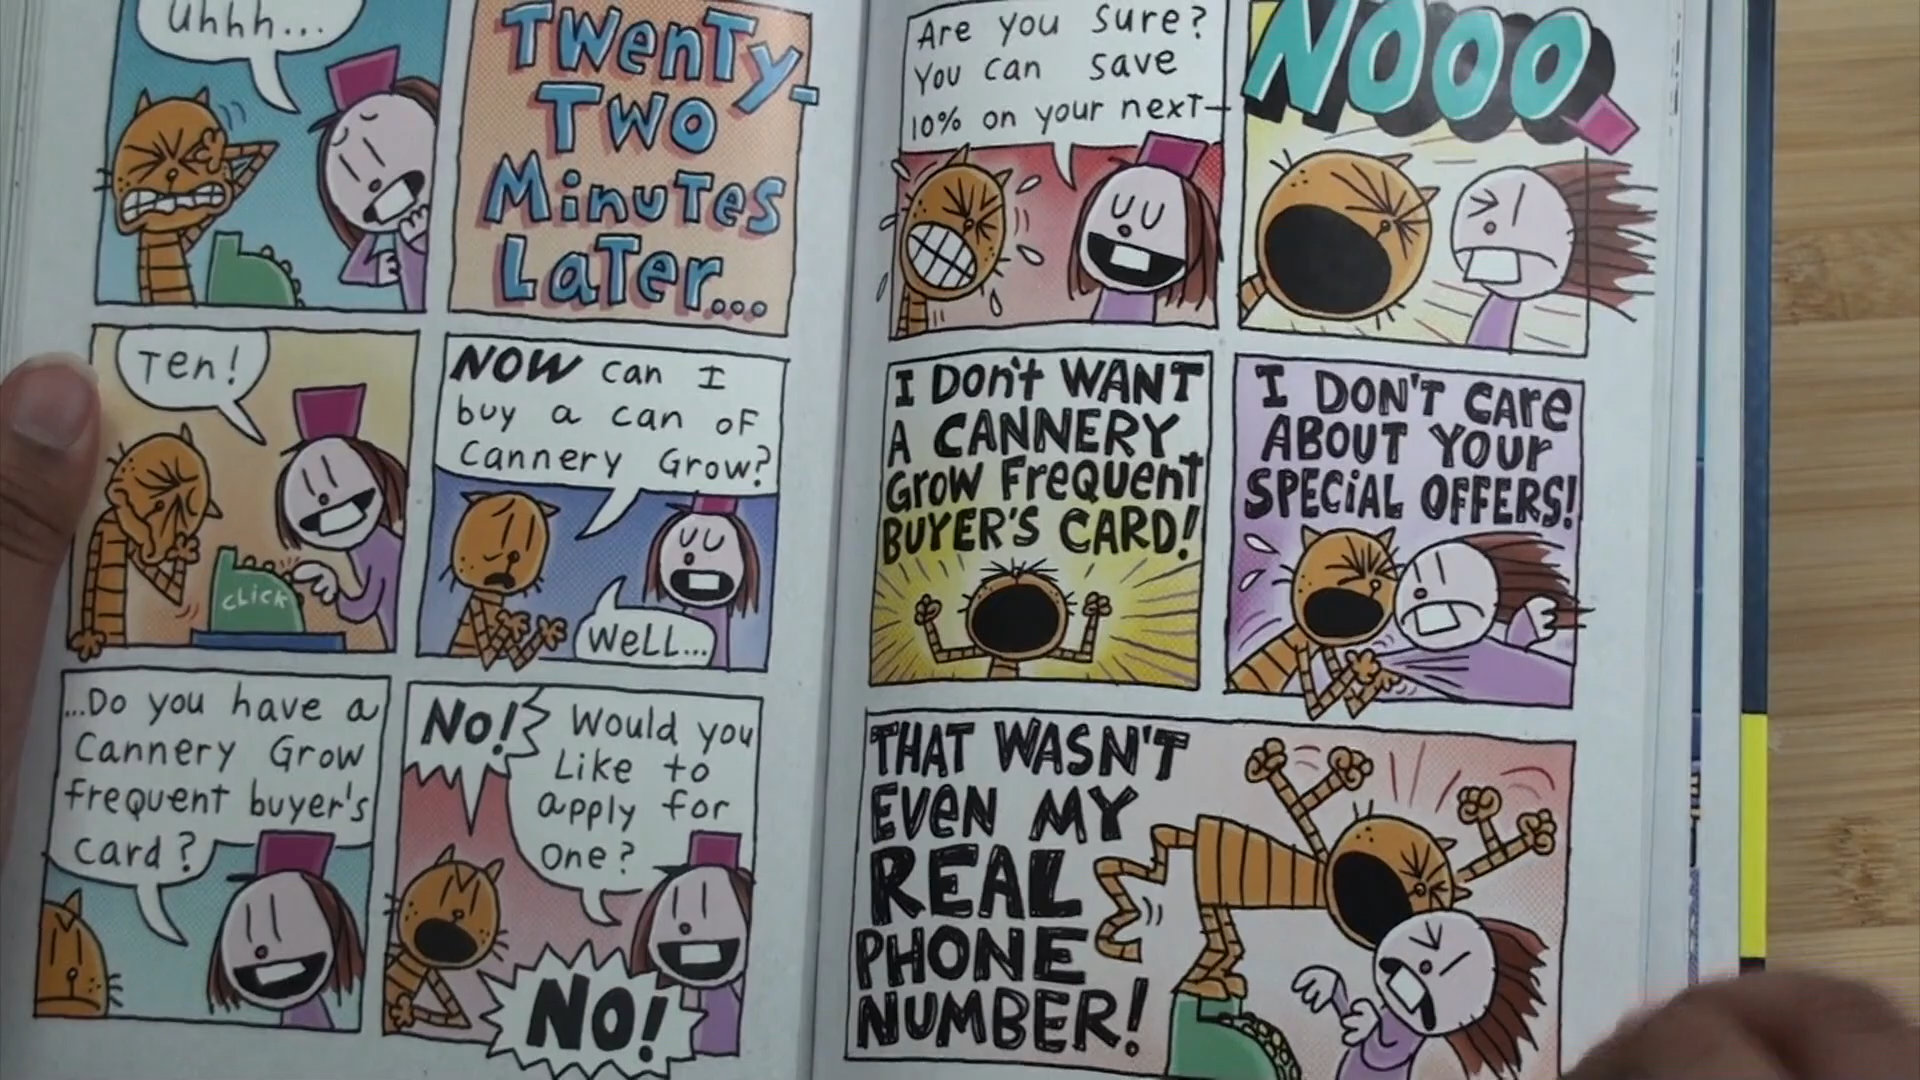 Uhhh...
TWENTY-
TWO
MINUTES
LATER...
Ten!
CLICK
NOW can I
buy a can of
Cannery Grow?
Well...
...Do you have a
Cannery Grow
frequent buyer's
card?
No!
Would you
Like to
apply for
one?
NO!
Are you sure?
You can save
10% on your next—
NOOO
I DON'T WANT
A CANNERY
GROW FREQUENT
BUYER'S CARD!
I DON'T CARE
ABOUT YOUR
SPECIAL OFFERS!
THAT WASN'T
EVEN MY
REAL
PHONE
NUMBER!